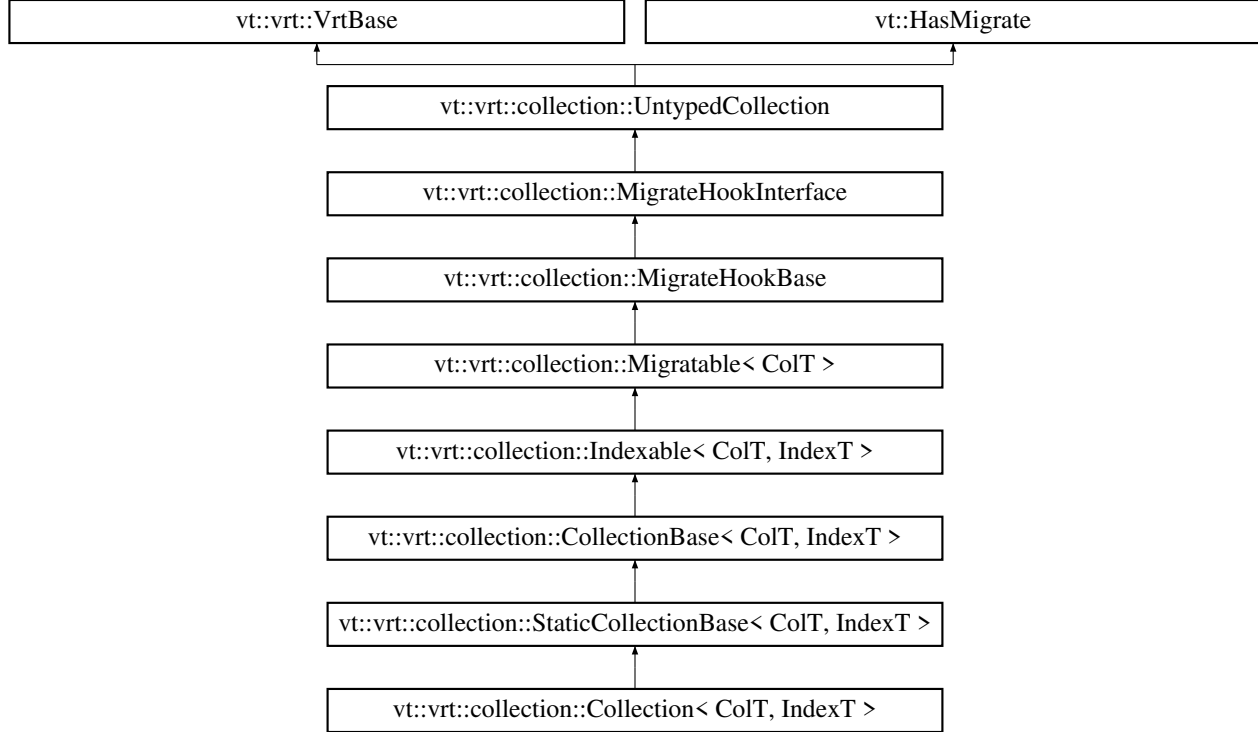 vt::vrt::VrtBase
vt::HasMigrate
vt::vrt::collection::UntypedCollection
vt::vrt::collection::MigrateHookInterface
vt::vrt::collection::MigrateHookBase
vt::vrt::collection::Migratable< ColT >
vt::vrt::collection::Indexable< ColT, IndexT >
vt::vrt::collection::CollectionBase< ColT, IndexT >
vt::vrt::collection::StaticCollectionBase< ColT, IndexT >
vt::vrt::collection::Collection< ColT, IndexT >